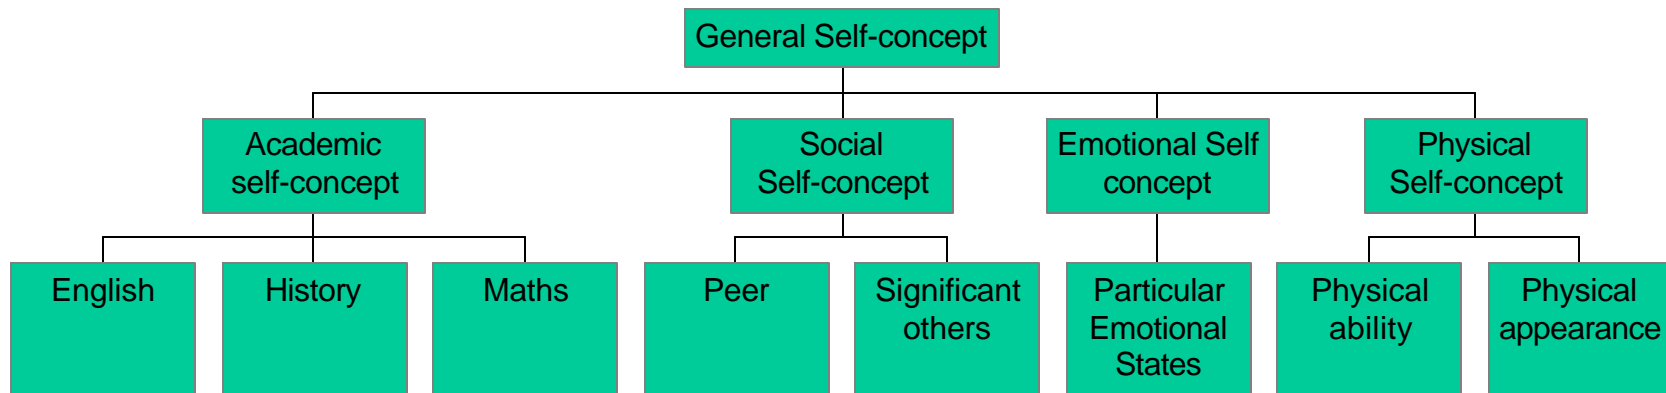 General Self-concept
Academic
self-concept
Social
Self-concept
Emotional Self
concept
Physical
Self-concept
English
History
Maths
Peer
Significant
others
Particular
Emotional
States
Physical
ability
Physical
appearance